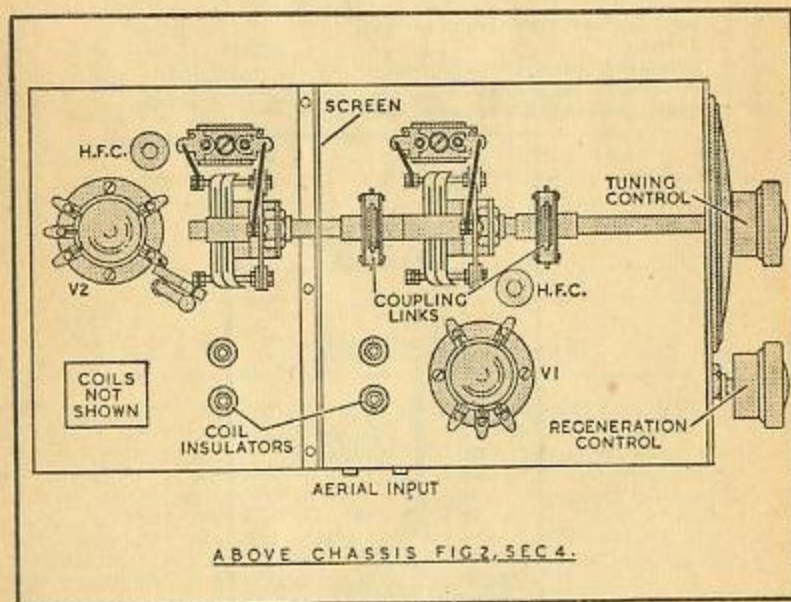 SCREEN
H.F.C.
TUNING
CONTROL
V2
COUPLING
LINKS
H.F.C.
COILS
NOT
SHOWN
V1
COIL
INSULATORS
REGENERATION
CONTROL
AERIAL INPUT
ABOVE CHASSIS FIG 2, SEC 4.